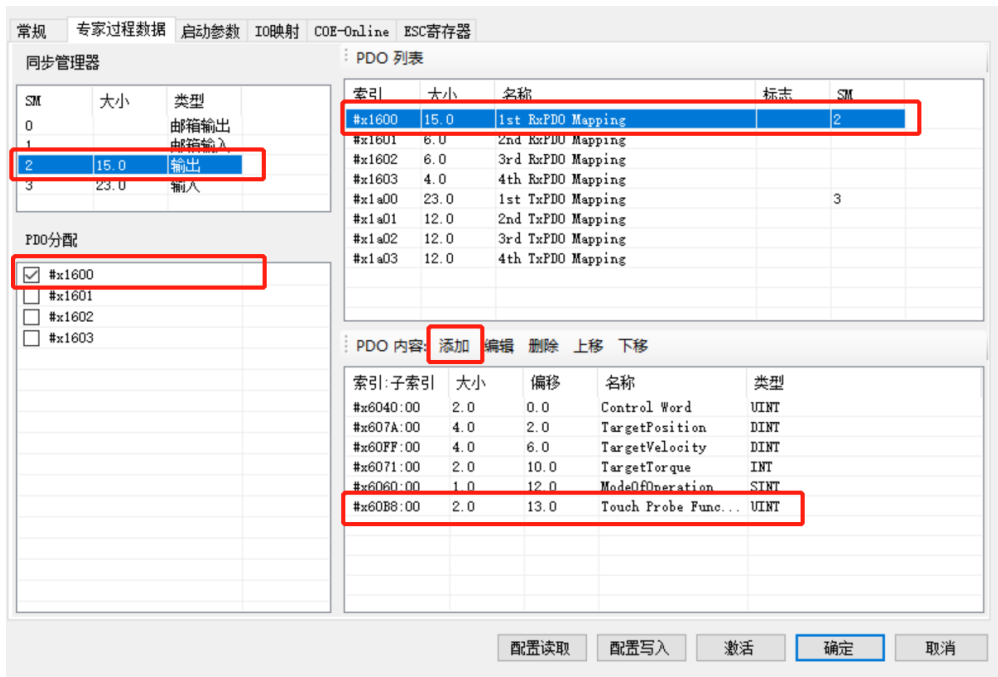 常规 专家过程数据 启动参数 IO映射 COE-Online ESC寄存器
同步管理器
SM 大小 类型
0 邮箱输出
1 邮箱输入
2 15.0 输出
3 23.0 输入
PDO分配
#x1600
#x1601
#x1602
#x1603
PDO 列表
索引 大小 名称 标志 SM
#x1600 15.0 1st RxPDO Mapping 2
#x1601 6.0 2nd RxPDO Mapping
#x1602 6.0 3rd RxPDO Mapping
#x1603 4.0 4th RxPDO Mapping
#x1a00 23.0 1st TxPDO Mapping 3
#x1a01 12.0 2nd TxPDO Mapping
#x1a02 12.0 3rd TxPDO Mapping
#x1a03 12.0 4th TxPDO Mapping
PDO 内容: 添加 编辑 删除 上移 下移
索引:子索引 大小 偏移 名称 类型
#x6040:00 2.0 0.0 Control Word UINT
#x607A:00 4.0 2.0 TargetPosition DINT
#x60FF:00 4.0 6.0 TargetVelocity DINT
#x6071:00 2.0 10.0 TargetTorque INT
#x6060:00 1.0 12.0 ModeOfOperation SINT
#x60B8:00 2.0 13.0 Touch Probe Func... UINT
配置读取 配置写入 激活 确定 取消